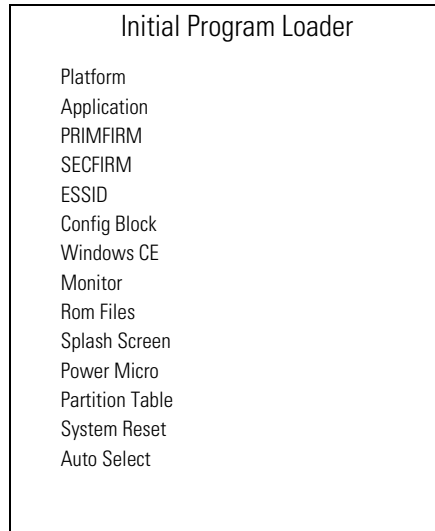 Initial Program Loader
Platform
Application
PRIMFIRM
SECFIRM
ESSID
Config Block
Windows CE
Monitor
Rom Files
Splash Screen
Power Micro
Partition Table
System Reset
Auto Select